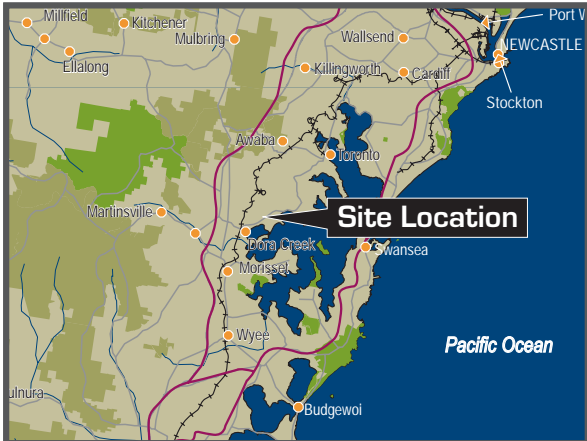 Millfield
Kitchener
Port W
Mulbring
Wallsend
NEWCASTLE
Ellalong
Killingworth
Cardiff
Stockton
Awaba
Toronto
Martinsville
Site Location
Dora Creek
Swansea
Morisset
Wyee
Pacific Ocean
ulnura
Budgewoi